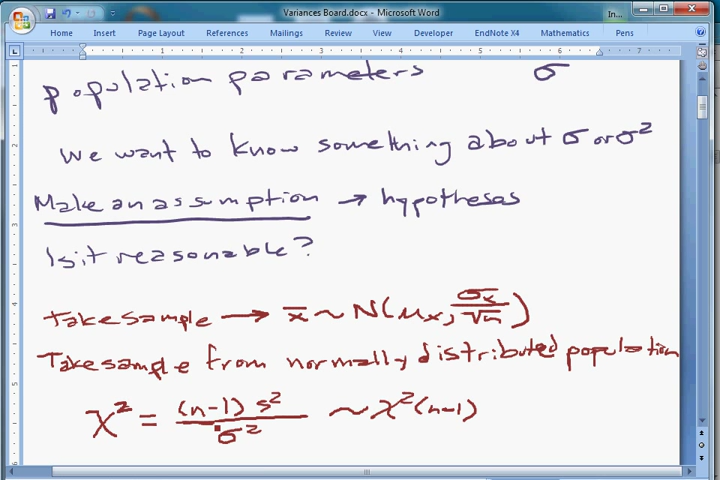 Variances Board.docx - Microsoft Word
In...
Home Insert Page Layout References Mailings Review View Developer EndNote X4 Mathematics Pens
population parameters σ
We want to know something about σ or σ²
Make an assumption → hypotheses
Is it reasonable?
Take sample → x̄ ~ N(μₓ, σₓ/√n)
Take sample from normally distributed population
χ² = (n-1) s² / σ² ~ χ²(n-1)